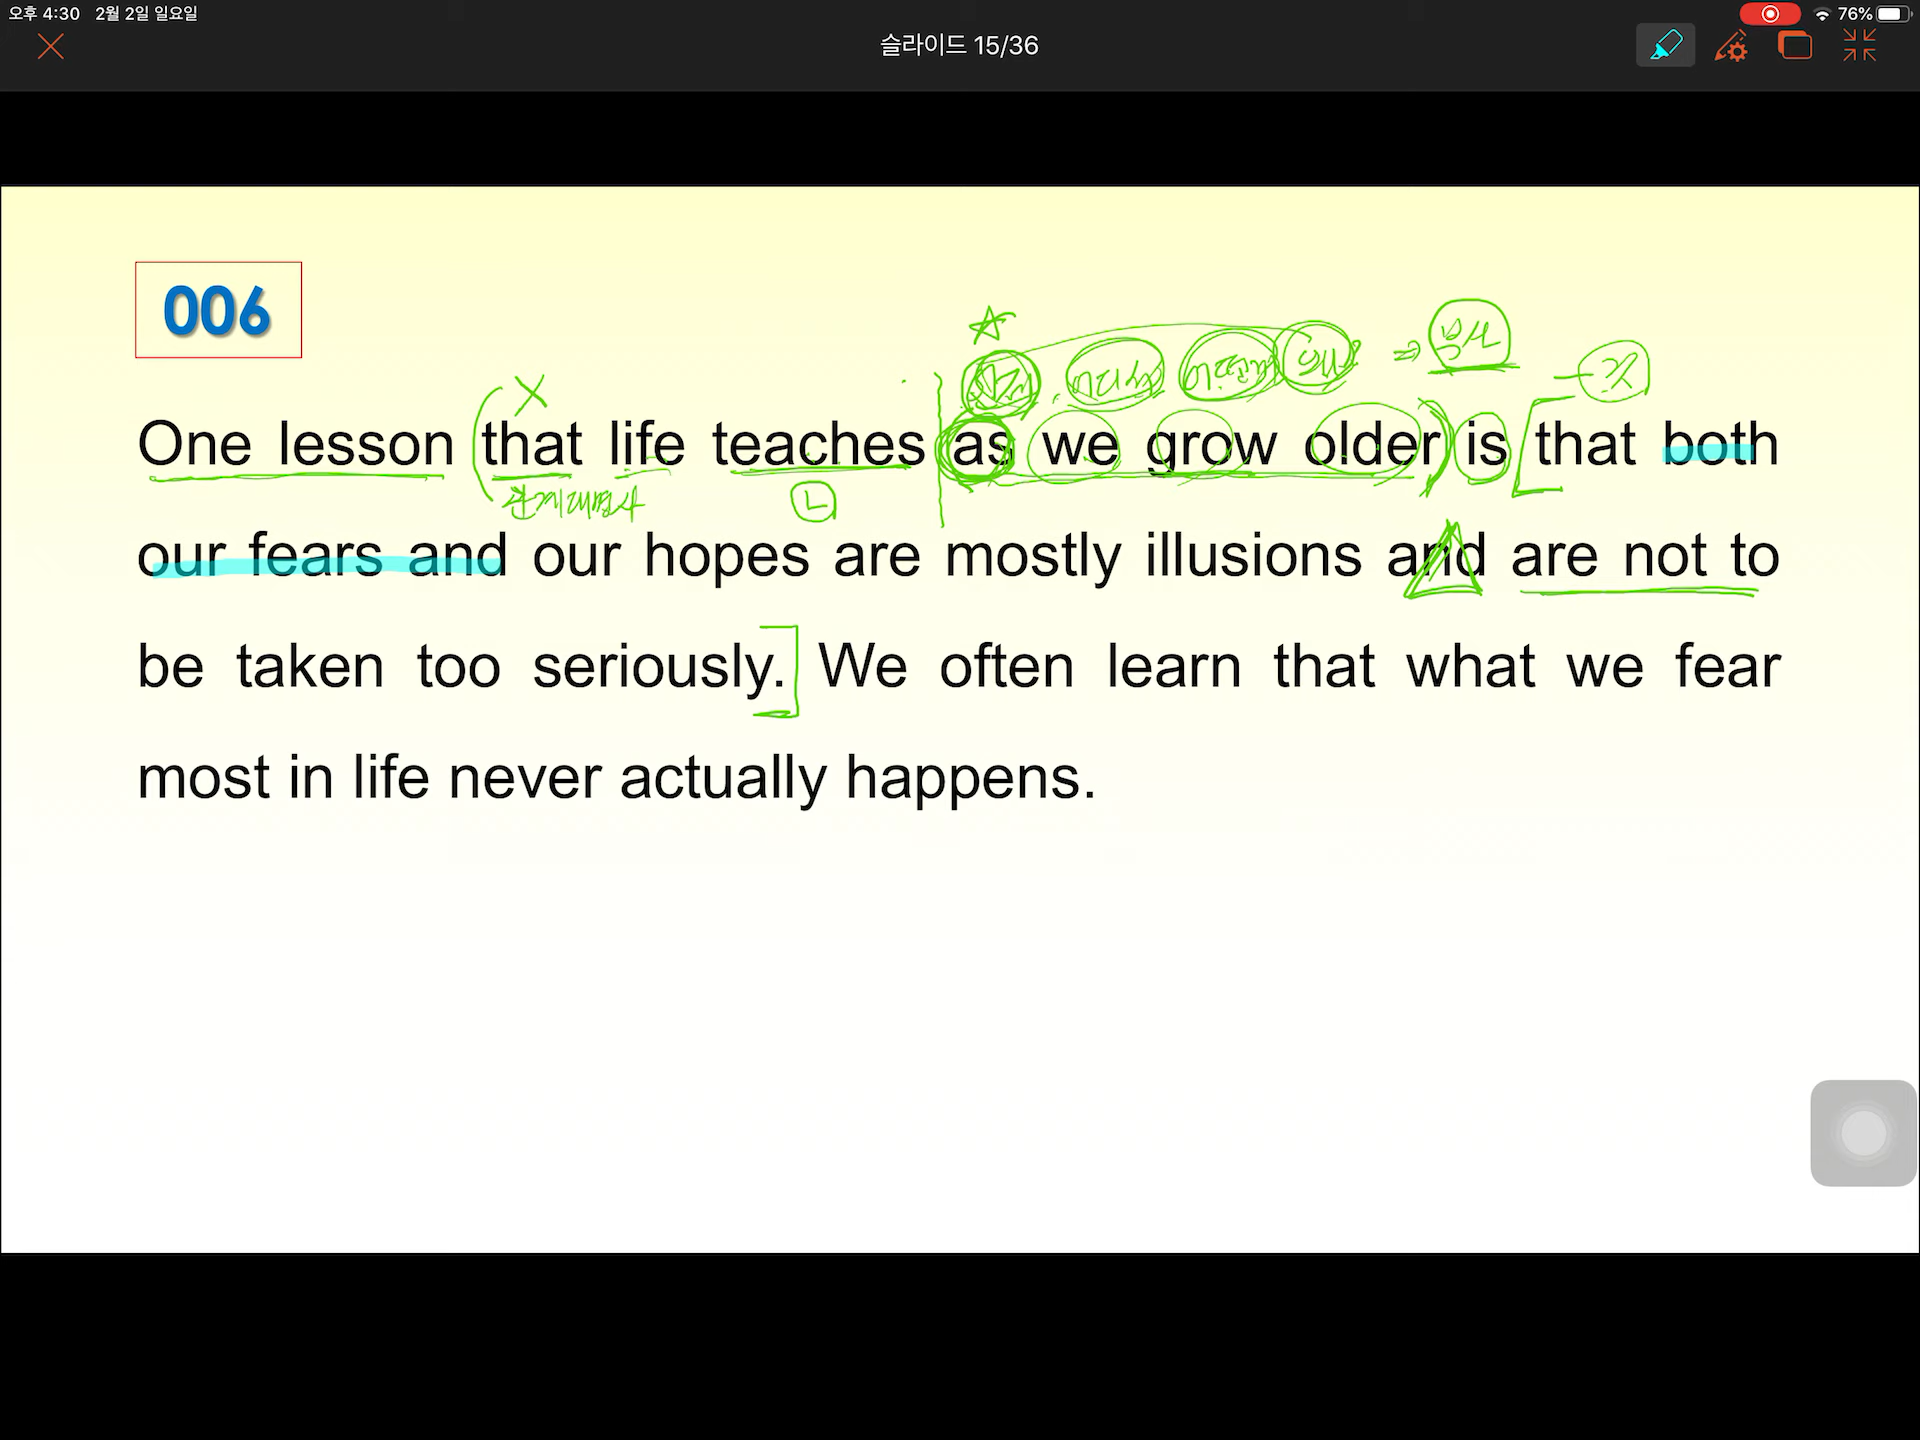 오후 4:30 2월 2일 일요일 76%
슬라이드 15/36
006
부사
것
One lesson that life teaches as we grow older is that both
관계대명사
our fears and our hopes are mostly illusions and are not to
be taken too seriously. We often learn that what we fear
most in life never actually happens.